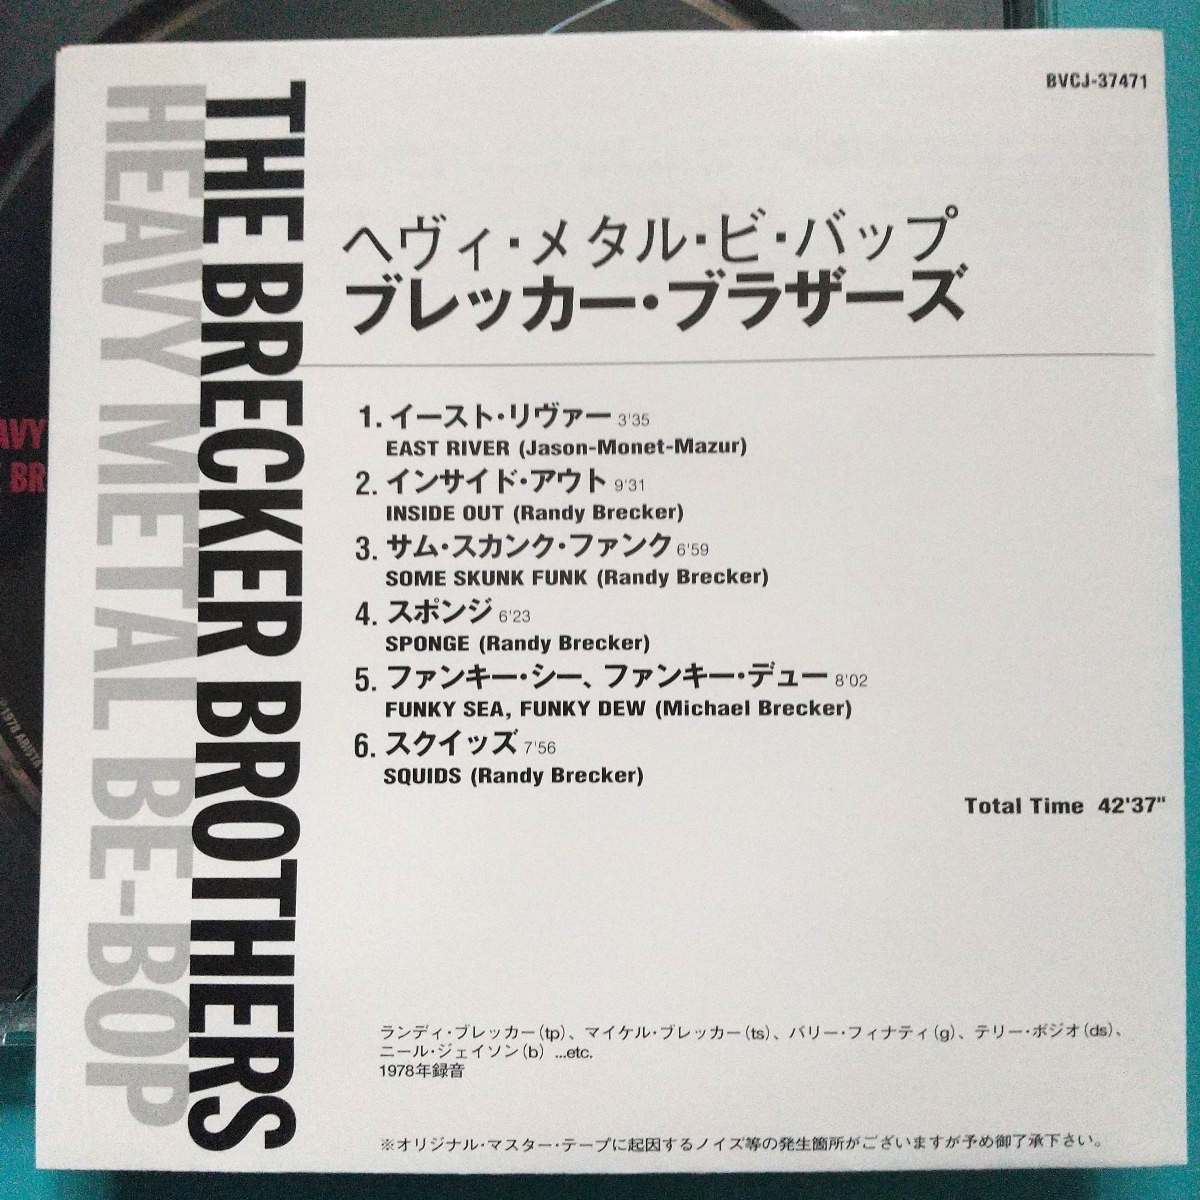 BVCJ-37471
THE BRECKER BROTHERS
HEAVY METAL BE-BOP
ヘヴィ・メタル・ビ・バップ
ブレッカー・ブラザーズ
1. イースト・リヴァー 3'35
EAST RIVER (Jason-Monet-Mazur)
2. インサイド・アウト 9'31
INSIDE OUT (Randy Brecker)
3. サム・スカンク・ファンク 6'59
SOME SKUNK FUNK (Randy Brecker)
4. スポンジ 6'23
SPONGE (Randy Brecker)
5. ファンキー・シー、ファンキー・デュー 8'02
FUNKY SEA, FUNKY DEW (Michael Brecker)
6. スクイッズ 7'56
SQUIDS (Randy Brecker)
Total Time 42'37"
ランディ・ブレッカー(tp)、マイケル・ブレッカー(ts)、バリー・フィナティ(g)、テリー・ボジオ(ds)、
ニール・ジェイソン(b) ...etc.
1978年録音
※オリジナル・マスター・テープに起因するノイズ等の発生箇所がございますが予め御了承下さい。
AVY
BR
1978 ARISTA